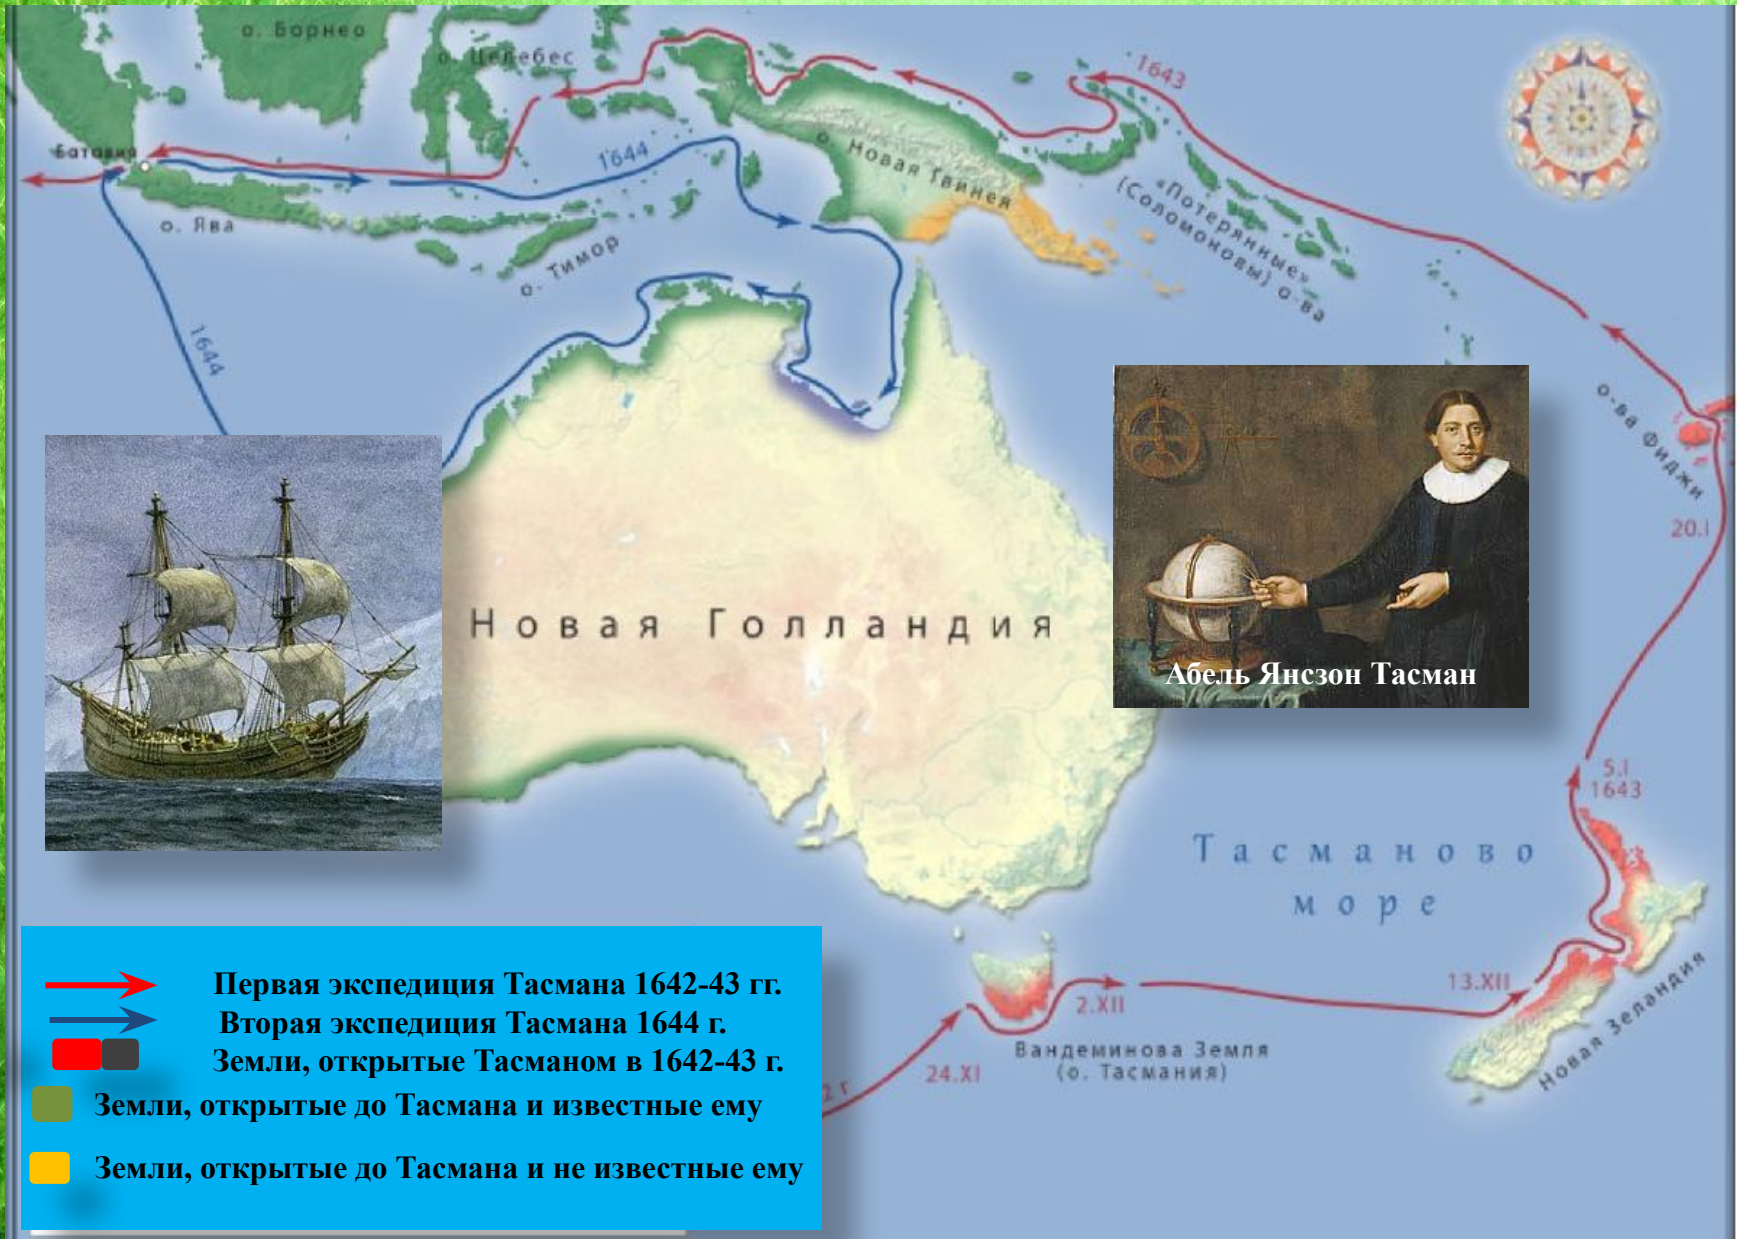 о. Борнео
о. Целебес
1643
Батавия
1644
о. Новая Гвинея
«Потерянные»
(Соломоновы) о-ва
о. Ява
о. Тимор
1644
о-ва Фиджи
20.I
Новая Голландия
Абель Янсзон Тасман
5.I
1643
Тасманово
море
13.XII
2.XII
Новая Зеландия
Вандеминова Земля
(о. Тасмания)
24.XI
2 г
Первая экспедиция Тасмана 1642-43 гг.
Вторая экспедиция Тасмана 1644 г.
Земли, открытые Тасманом в 1642-43 г.
Земли, открытые до Тасмана и известные ему
Земли, открытые до Тасмана и не известные ему